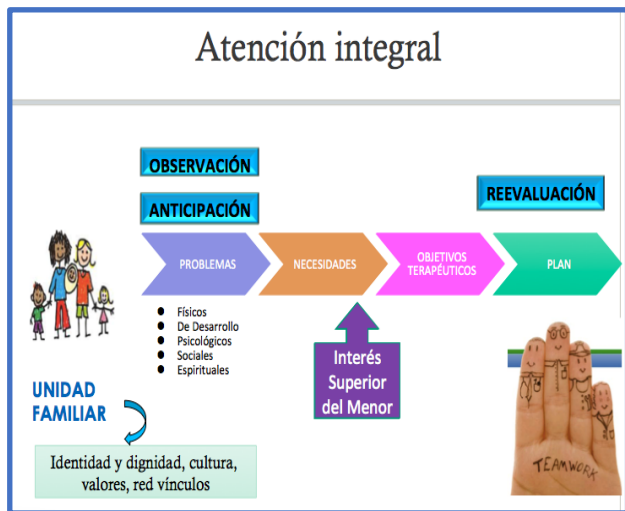 Atención integral
OBSERVACIÓN
ANTICIPACIÓN
REEVALUACIÓN
PROBLEMAS
NECESIDADES
OBJETIVOS
TERAPÉUTICOS
PLAN
Físicos
De Desarrollo
Psicológicos
Sociales
Espirituales
Interés
Superior
del Menor
UNIDAD
FAMILIAR
Identidad y dignidad, cultura,
valores, red vínculos
TEAMWORK